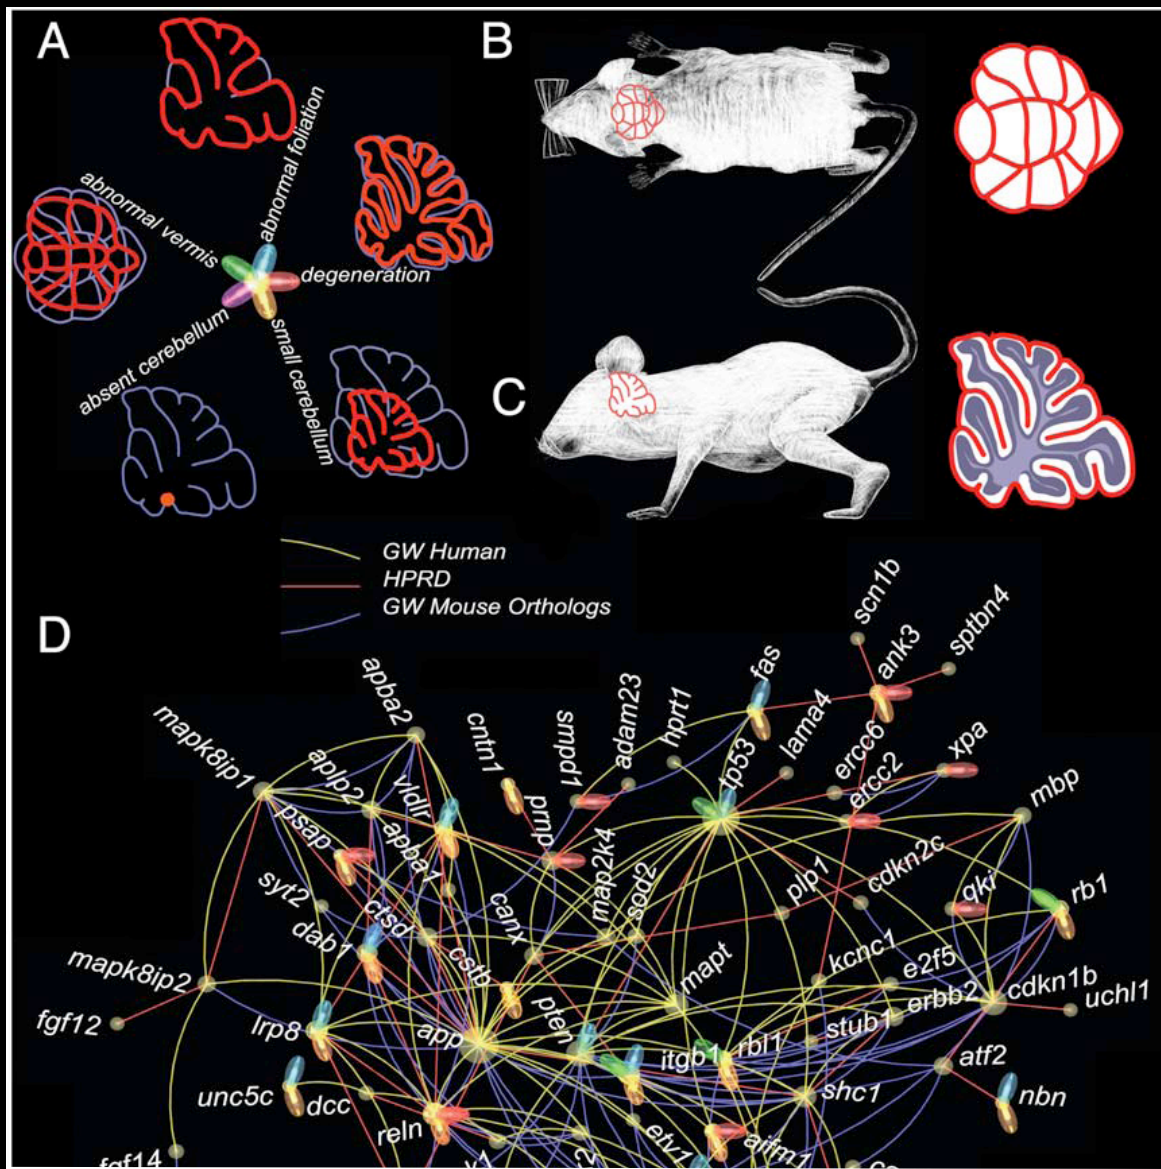 A
B
abnormal foliation
abnormal vermis
degeneration
absent cerebellum
small cerebellum
C
GW Human
HPRD
GW Mouse Orthologs
D
scn1b
sptbn4
ank3
fas
apba2
adam23
hprt1
lama4
smpd1
cntn1
mapk8ip1
aplp2
vldlr
tp53
ercc6
xpa
ercc2
mbp
psap
prnp
apba1
map2k4
sod2
plp1
cdkn2c
qki
rb1
syt2
ctsd
canx
dab1
cstb
mapt
kcnc1
e2f5
mapk8ip2
erbb2
cdkn1b
uchl1
fgf12
lrp8
app
pten
itgb1
rbl1
stub1
atf2
unc5c
dcc
shc1
nbn
reln
etv1
aifm1
fgf14